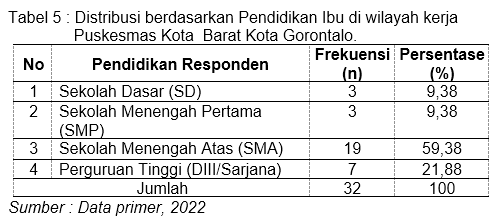 Tabel 5 : Distribusi berdasarkan Pendidikan Ibu di wilayah kerja
Puskesmas Kota Barat Kota Gorontalo.
No Pendidikan Responden Frekuensi (n) Persentase (%)
1 Sekolah Dasar (SD) 3 9,38
2 Sekolah Menengah Pertama (SMP) 3 9,38
3 Sekolah Menengah Atas (SMA) 19 59,38
4 Perguruan Tinggi (DIII/Sarjana) 7 21,88
Jumlah 32 100
Sumber : Data primer, 2022